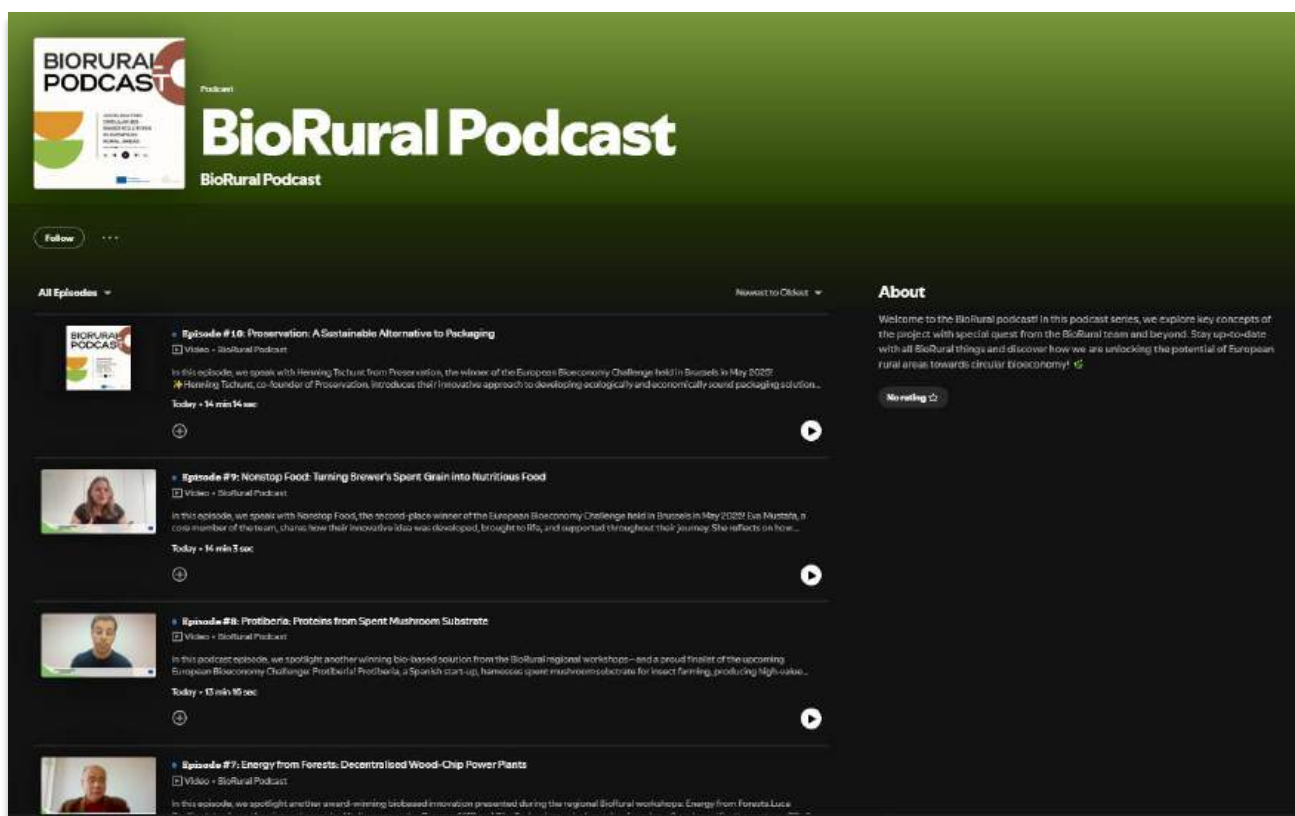 BIORURAL
PODCAST
ACCELERATING
CIRCULAR BIO-
BASED SOLUTIONS
IN EUROPEAN
RURAL AREAS
Podcast
BioRural Podcast
BioRural Podcast
Follow
All Episodes
Newest to Oldest
Episode #10: Proservation: A Sustainable Alternative to Packaging
Video • BioRural Podcast
In this episode, we speak with Henning Tschunt from Proservation, the winner of the European Bioeconomy Challenge held in Brussels in May 2025!
✨Henning Tschunt, co-founder of Proservation, introduces their innovative approach to developing ecologically and economically sound packaging solution...
Today • 14 min 14 sec
Episode #9: Nonstop Food: Turning Brewer's Spent Grain into Nutritious Food
Video • BioRural Podcast
In this episode, we speak with Nonstop Food, the second-place winner of the European Bioeconomy Challenge held in Brussels in May 2025! Eva Mustafa, a
core member of the team, shares how their innovative idea was developed, brought to life, and supported throughout their journey. She reflects on how...
Today • 14 min 3 sec
Episode #8: Protiberia: Proteins from Spent Mushroom Substrate
Video • BioRural Podcast
In this podcast episode, we spotlight another winning bio-based solution from the BioRural regional workshops—and a proud finalist of the upcoming
European Bioeconomy Challenge: Protiberia! Protiberia, a Spanish start-up, harnesses spent mushroom substrate for insect farming, producing high-value...
Today • 13 min 16 sec
Episode #7: Energy from Forests: Decentralised Wood-Chip Power Plants
Video • BioRural Podcast
In this episode, we spotlight another award-winning biobased innovation presented during the regional BioRural workshops: Energy from Forests. Luca
About
Welcome to the BioRural podcast! In this podcast series, we explore key concepts of
the project with special quest from the BioRural team and beyond. Stay up-to-date
with all BioRural things and discover how we are unlocking the potential of European
rural areas towards circular bioeconomy! 🌿
No rating